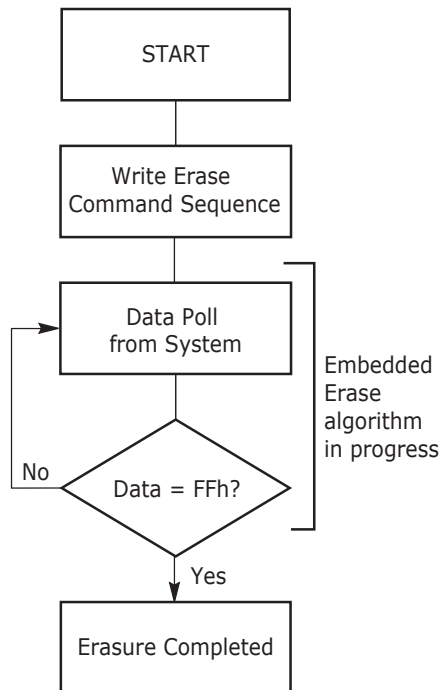 START
Write Erase
Command Sequence
Data Poll
from System
Embedded
Erase
algorithm
in progress
No
Data = FFh?
Yes
Erasure Completed